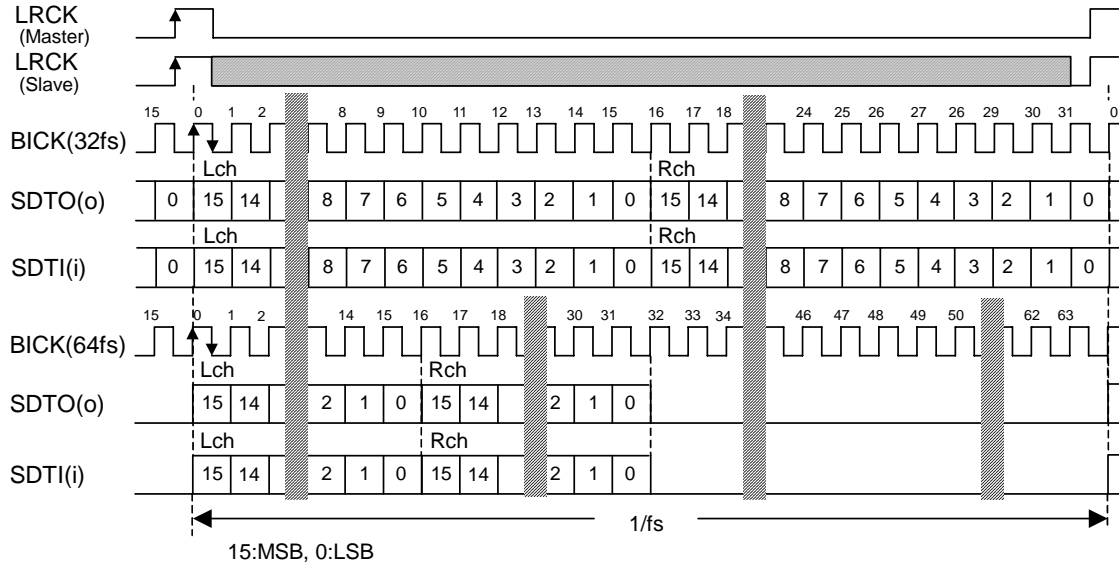 LRCK
(Master)
LRCK
(Slave)
15 0 1 2 8 9 10 11 12 13 14 15 16 17 18 24 25 26 27 26 29 30 31 0
BICK(32fs)
Lch Rch
SDTO(o) 0 15 14 8 7 6 5 4 3 2 1 0 15 14 8 7 6 5 4 3 2 1 0
Lch Rch
SDTI(i) 0 15 14 8 7 6 5 4 3 2 1 0 15 14 8 7 6 5 4 3 2 1 0
15 0 1 2 14 15 16 17 18 30 31 32 33 34 46 47 48 49 50 62 63
BICK(64fs)
Lch Rch
SDTO(o) 15 14 2 1 0 15 14 2 1 0
Lch Rch
SDTI(i) 15 14 2 1 0 15 14 2 1 0
1/fs
15:MSB, 0:LSB